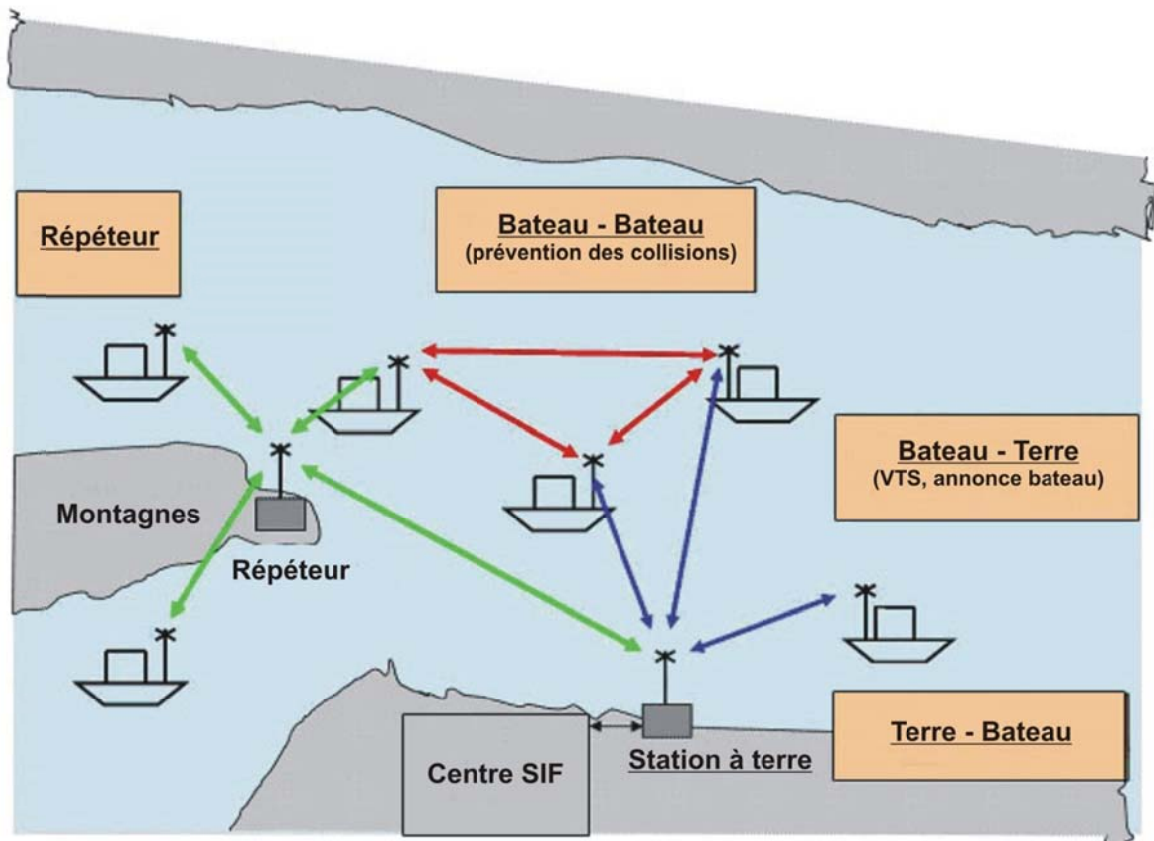 Répéteur
Bateau - Bateau
(prévention des collisions)
Bateau - Terre
(VTS, annonce bateau)
Montagnes
Répéteur
Terre - Bateau
Station à terre
Centre SIF